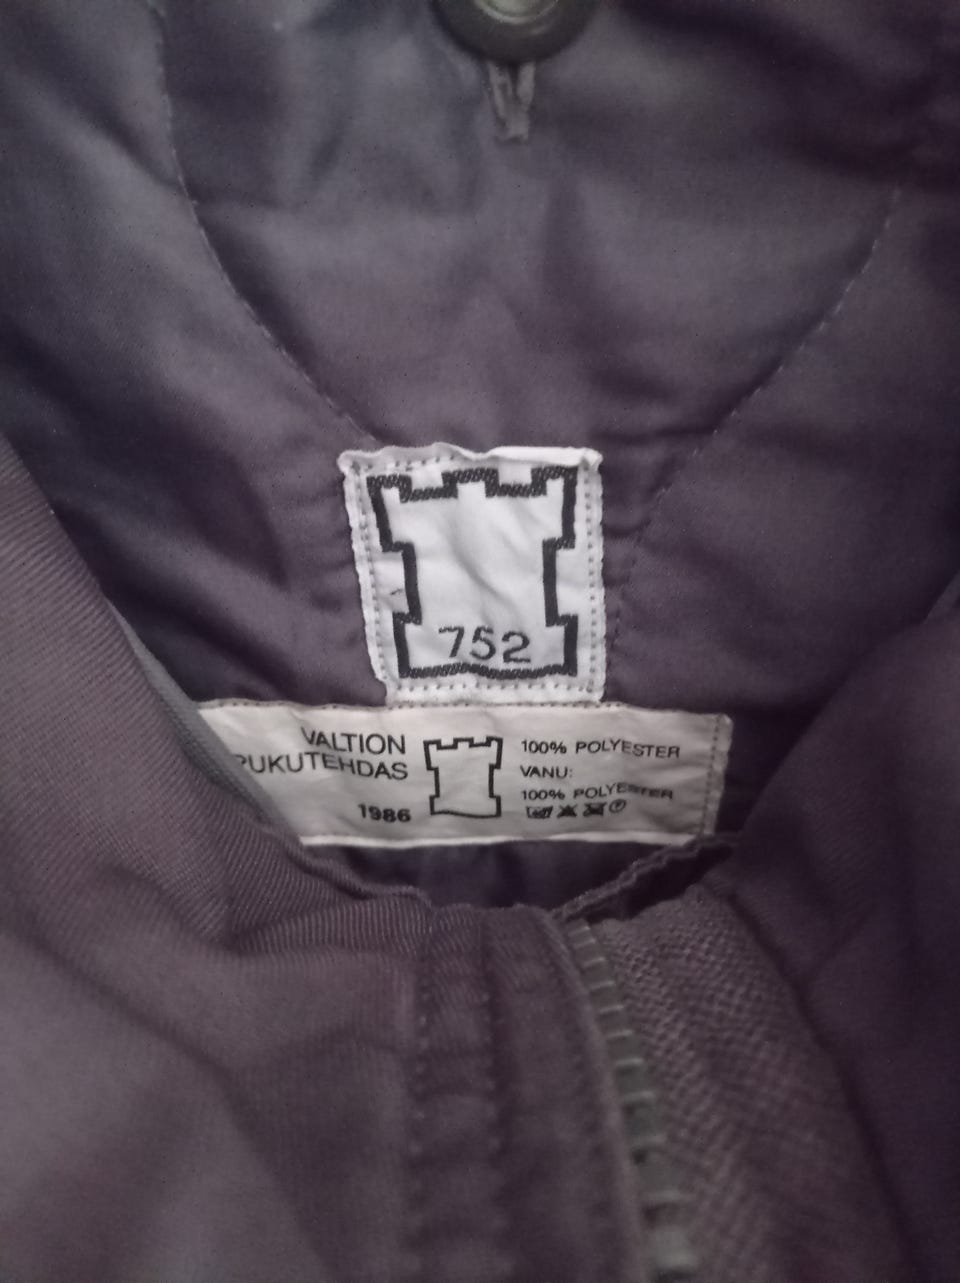 752
VALTION
PUKUTEHDAS
1986
100% POLYESTER
VANU:
100% POLYESTER